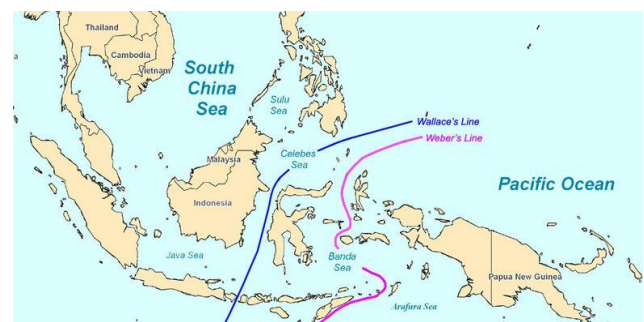 Thailand
Cambodia
Vietnam
South
China
Sea
Sulu
Sea
Wallace's Line
Weber's Line
Malaysia
Celebes
Sea
Pacific Ocean
Indonesia
Java Sea
Banda
Sea
Papua New Guinea
Arafura Sea